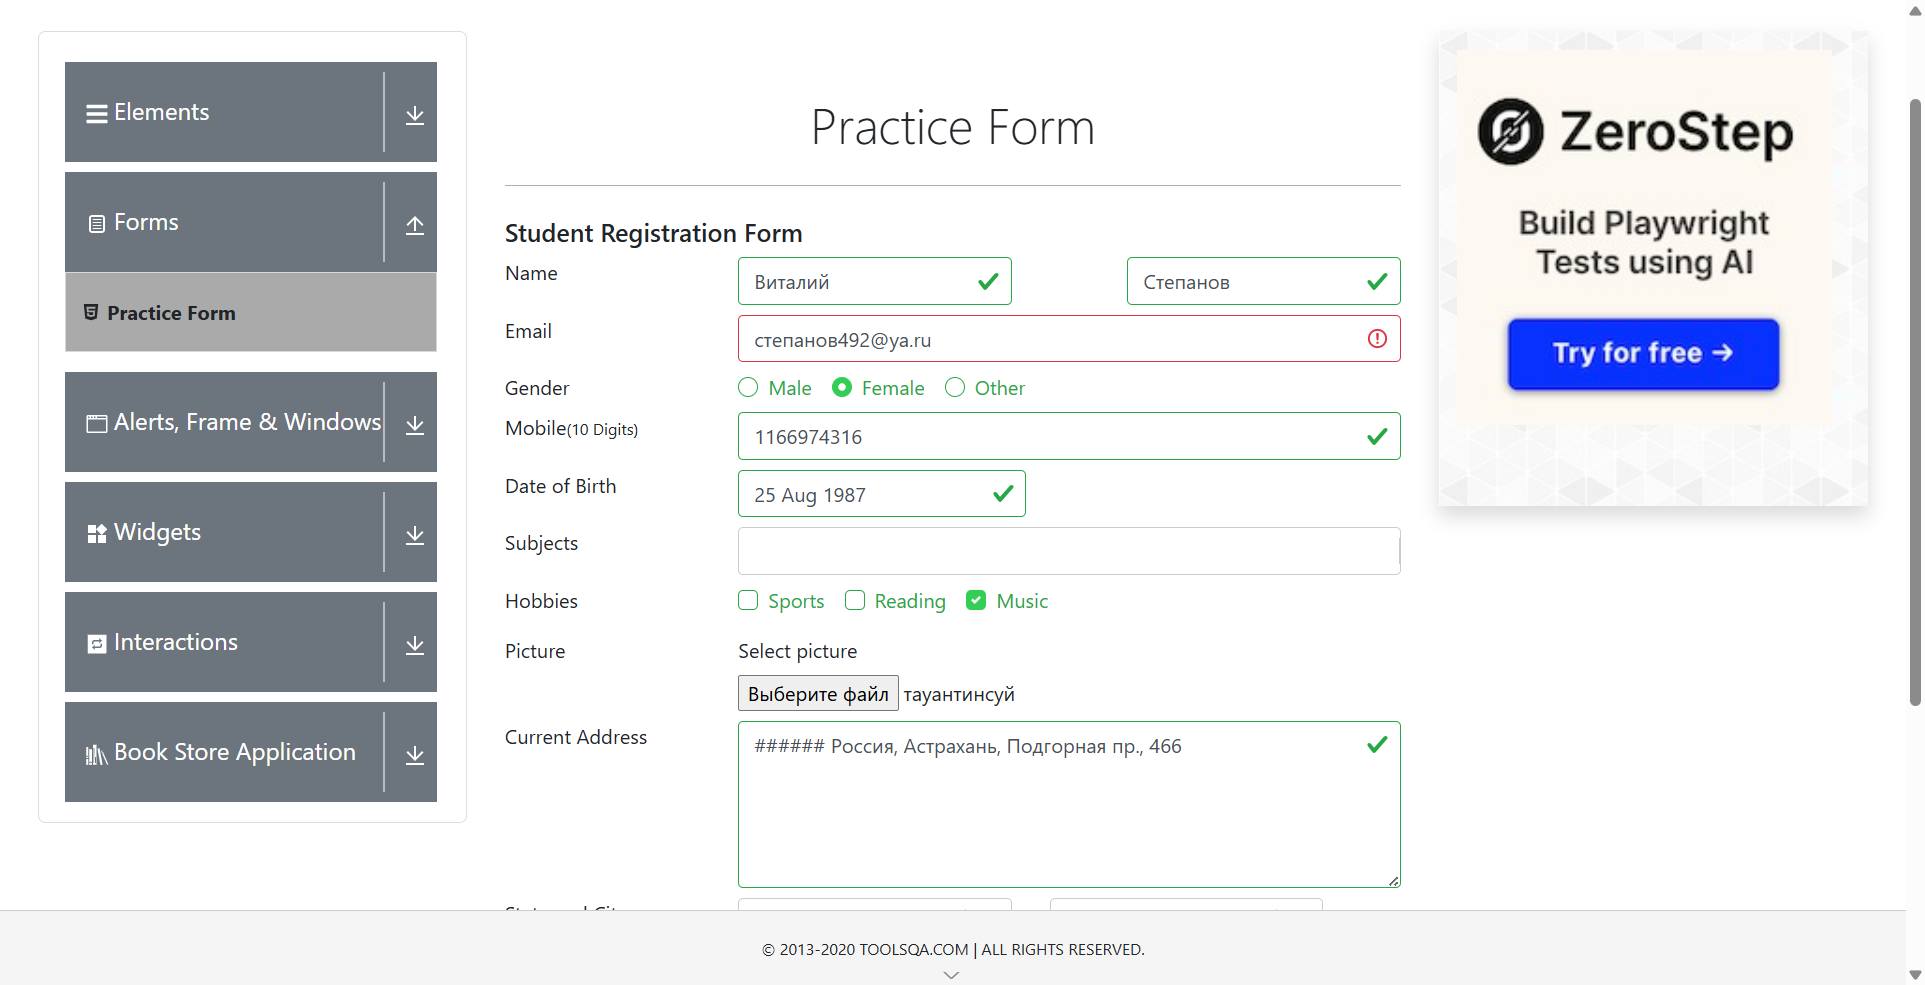 Elements
Forms
Practice Form
Alerts, Frame & Windows
Widgets
Interactions
Book Store Application
Practice Form
Student Registration Form
Name
Виталий
Степанов
Email
степанов492@ya.ru
Gender
Male Female Other
Mobile(10 Digits)
1166974316
Date of Birth
25 Aug 1987
Subjects
Hobbies
Sports Reading Music
Picture
Select picture
Выберите файл тауантинсуй
Current Address
###### Россия, Астрахань, Подгорная пр., 466
ZeroStep
Build Playwright
Tests using AI
Try for free →
© 2013-2020 TOOLSQA.COM | ALL RIGHTS RESERVED.